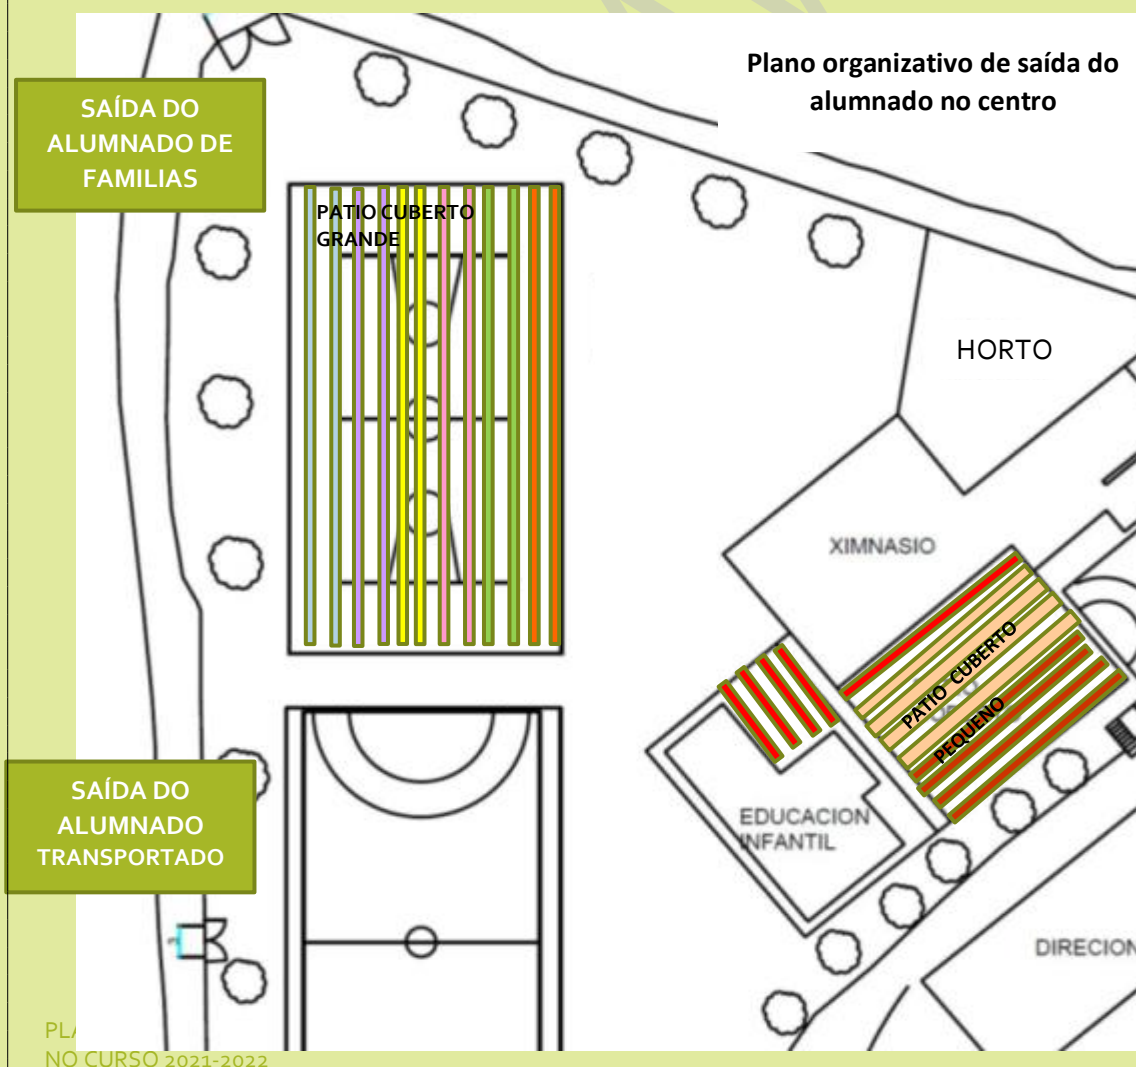 Plano organizativo de saída do
alumnado no centro
SAÍDA DO
ALUMNADO DE
FAMILIAS
PATIO CUBERTO
GRANDE
HORTO
XIMNASIO
PATIO CUBERTO
PEQUENO
EDUCACION
INFANTIL
SAÍDA DO
ALUMNADO
TRANSPORTADO
DIRECION
NO CURSO 2021-2022